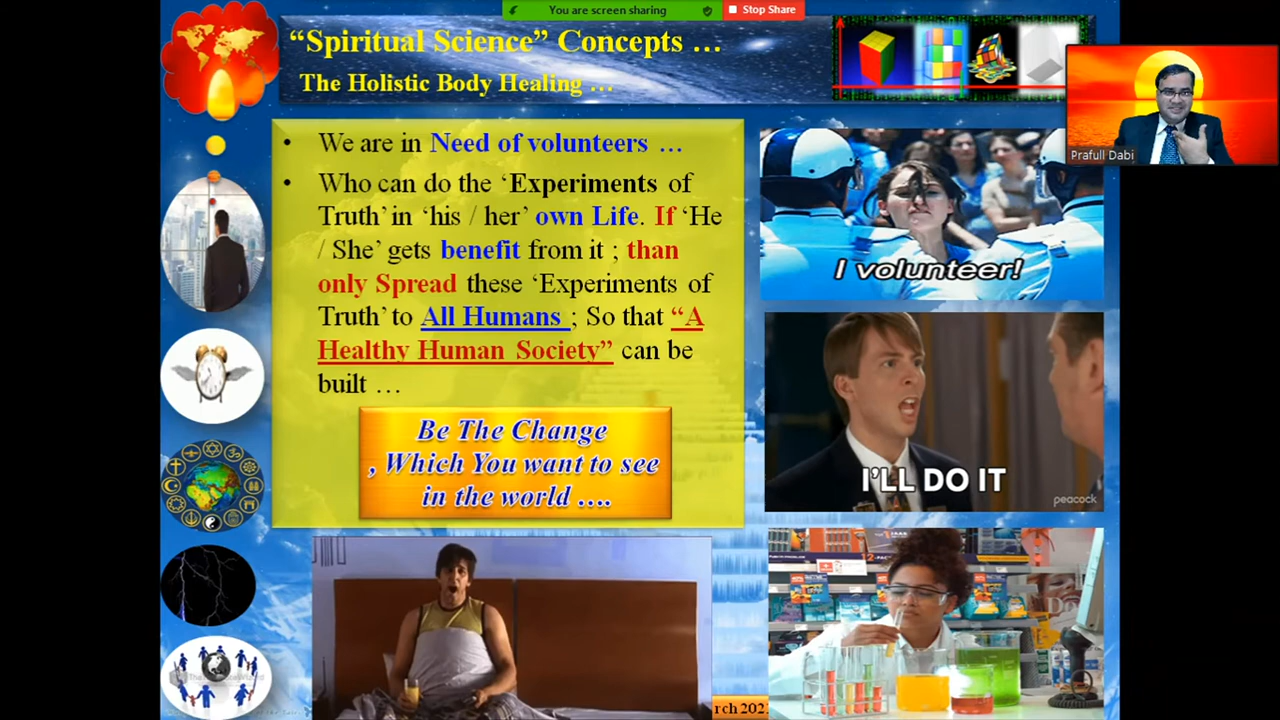 You are screen sharing
Stop Share
“Spiritual Science” Concepts …
The Holistic Body Healing …
Prafull Dabi
• We are in Need of volunteers …
• Who can do the ‘Experiments of
Truth’ in ‘his / her’ own Life. If ‘He
/ She’ gets benefit from it ; than
only Spread these ‘Experiments of
Truth’ to All Humans ; So that “A
Healthy Human Society” can be
built …
Be The Change
, Which You want to see
in the world ….
I volunteer!
I'LL DO IT
peacock
rch 202